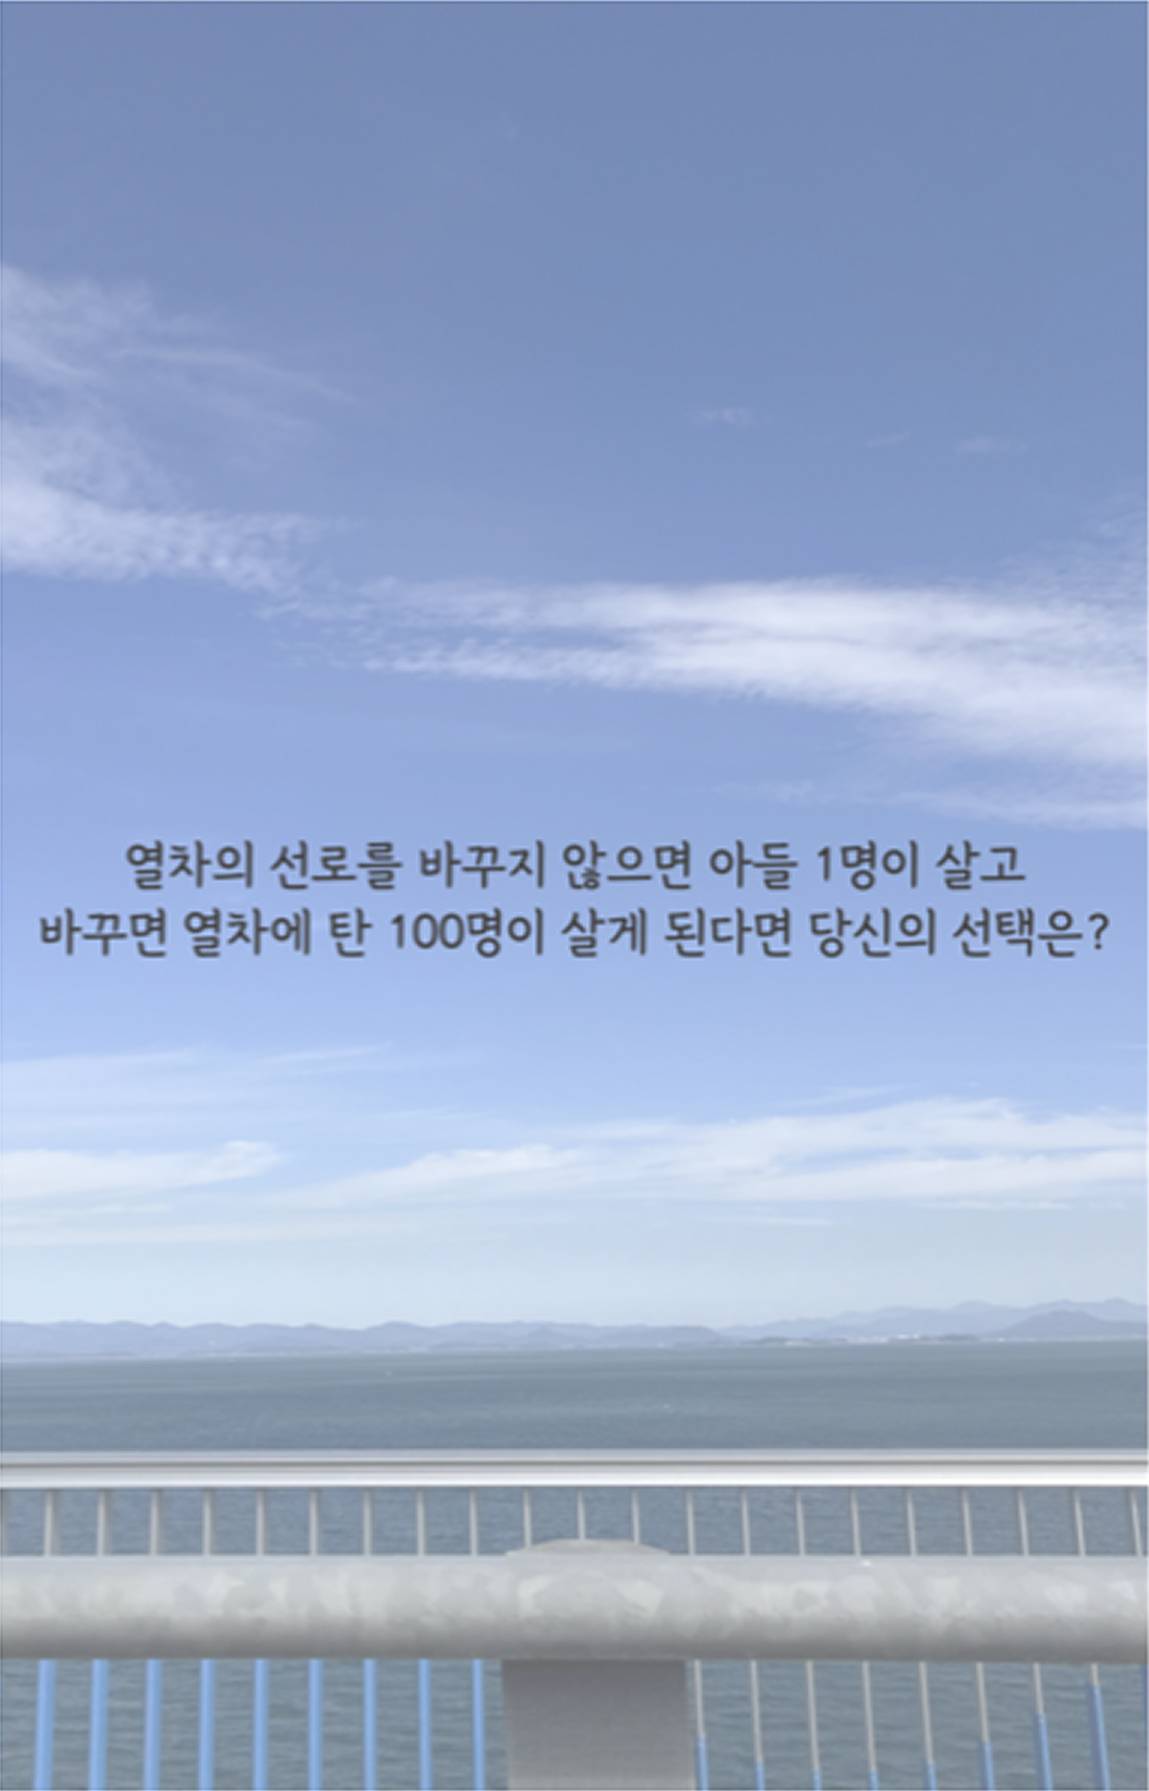 열차의 선로를 바꾸지 않으면 아들 1명이 살고
바꾸면 열차에 탄 100명이 살게 된다면 당신의 선택은?